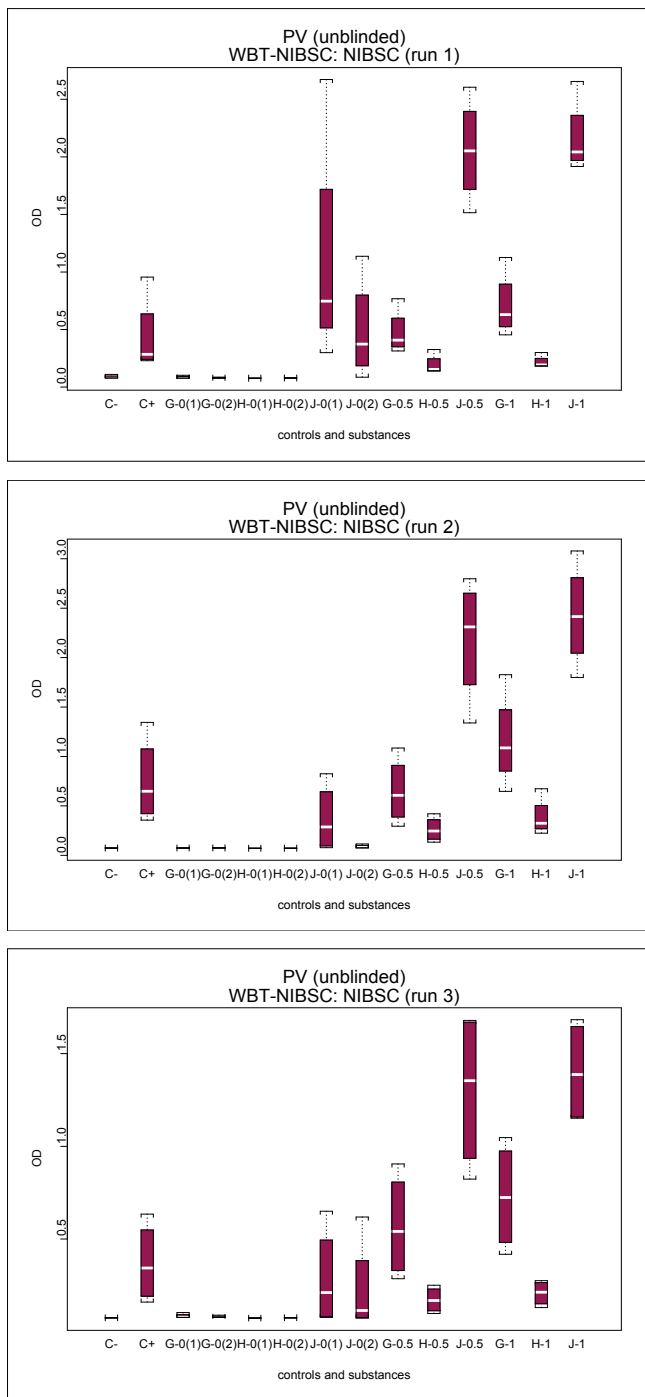 PV (unblinded)
WBT-NIBSC: NIBSC (run 1)
2.5
2.0
1.5
1.0
0.5
0.0
OD
C- C+ G-0(1) G-0(2) H-0(1) H-0(2) J-0(1) J-0(2) G-0.5 H-0.5 J-0.5 G-1 H-1 J-1
controls and substances
PV (unblinded)
WBT-NIBSC: NIBSC (run 2)
3.0
2.5
2.0
1.5
1.0
0.5
0.0
OD
C- C+ G-0(1) G-0(2) H-0(1) H-0(2) J-0(1) J-0(2) G-0.5 H-0.5 J-0.5 G-1 H-1 J-1
controls and substances
PV (unblinded)
WBT-NIBSC: NIBSC (run 3)
1.5
1.0
0.5
OD
C- C+ G-0(1) G-0(2) H-0(1) H-0(2) J-0(1) J-0(2) G-0.5 H-0.5 J-0.5 G-1 H-1 J-1
controls and substances